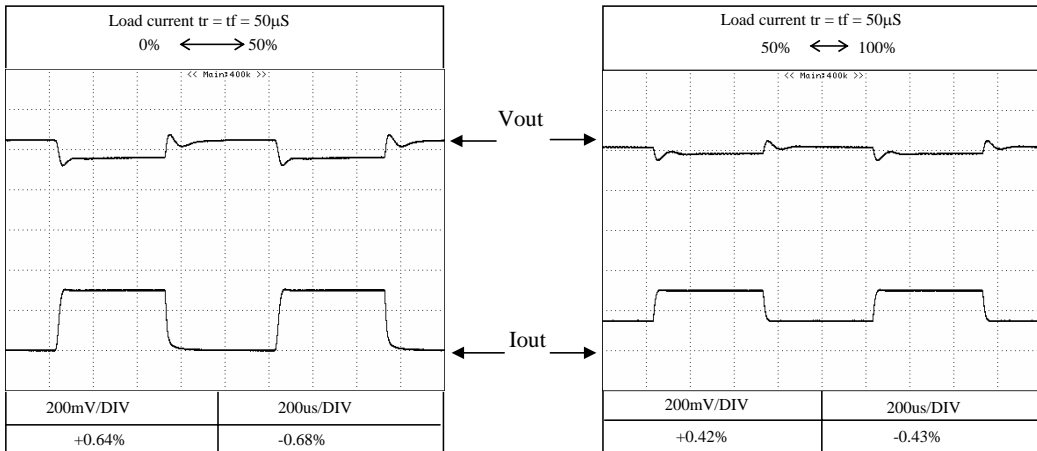 Load current tr = tf = 50µS
0% 50%
<< Main:400k >>
200mV/DIV 200us/DIV
+0.64% -0.68%
Vout
Iout
Load current tr = tf = 50µS
50% 100%
<< Main:400k >>
200mV/DIV 200us/DIV
+0.42% -0.43%